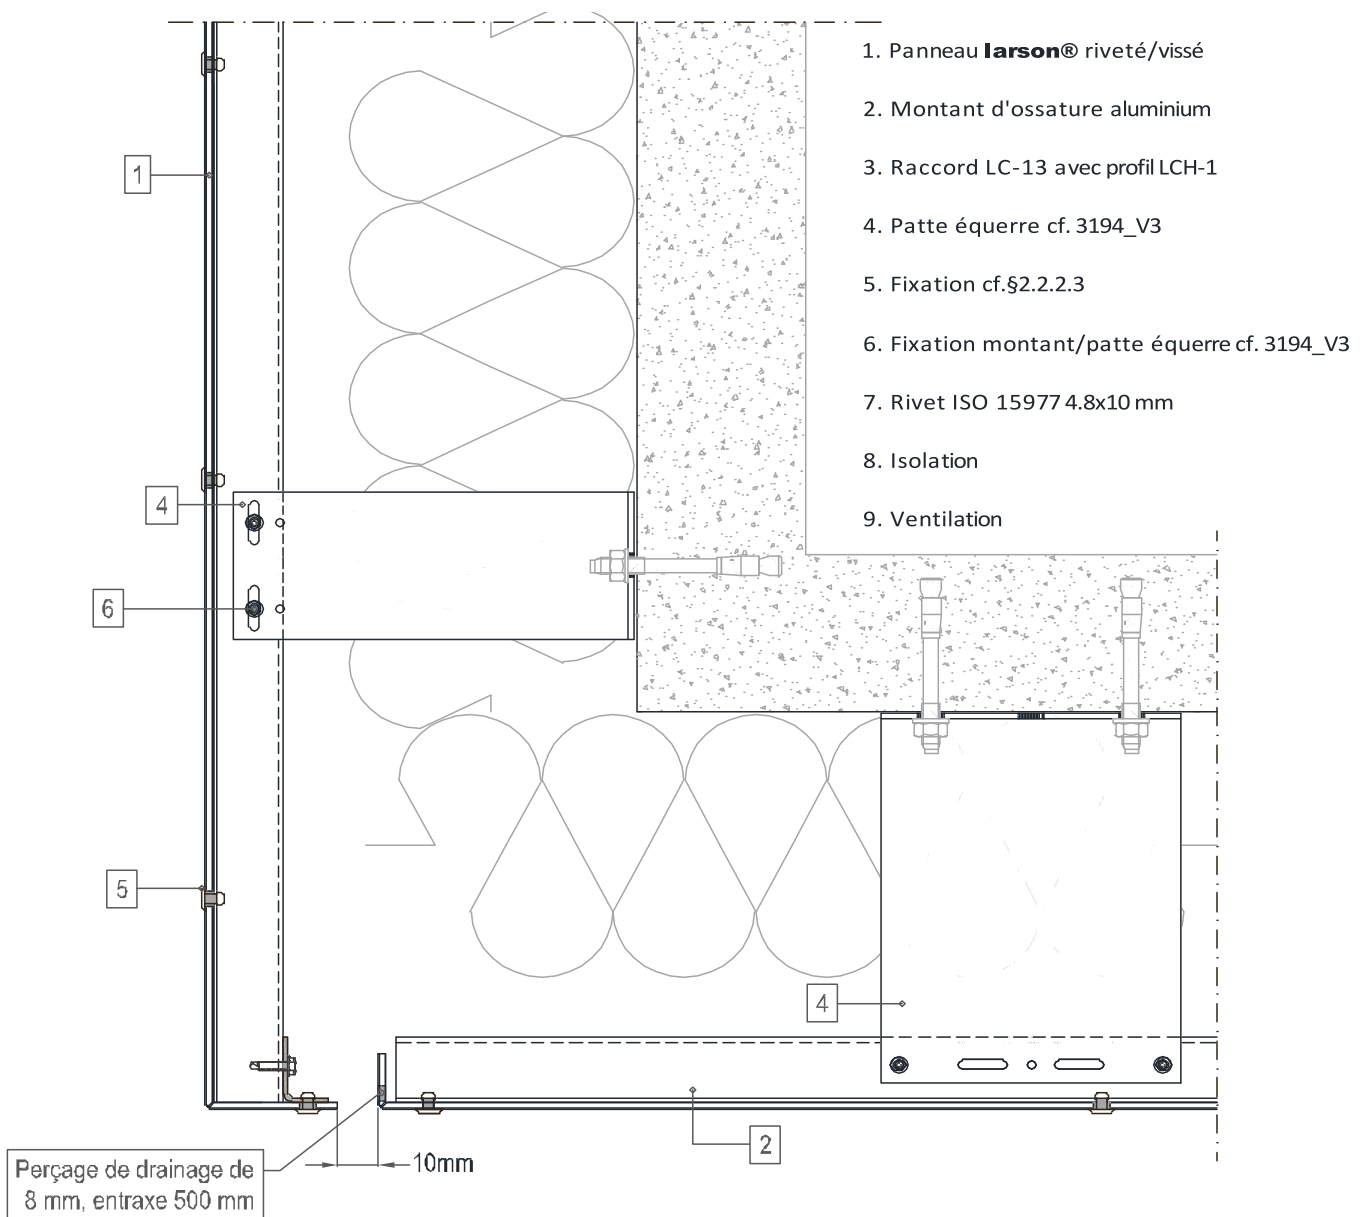 1. Panneau larson® riveté/vissé
2. Montant d'ossature aluminium
3. Raccord LC-13 avec profil LCH-1
4. Patte équerre cf. 3194_V3
5. Fixation cf.§2.2.2.3
6. Fixation montant/patte équerre cf. 3194_V3
7. Rivet ISO 15977 4.8x10 mm
8. Isolation
9. Ventilation
1
4
6
5
4
2
10mm
Perçage de drainage de
8 mm, entraxe 500 mm